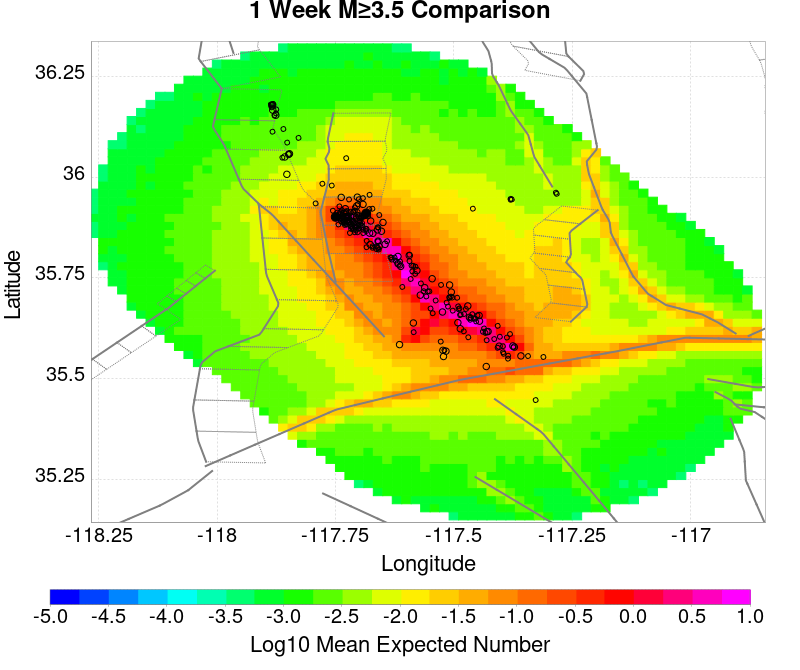 1 Week M≥3.5 Comparison
36.25
36
35.75
35.5
35.25
Latitude
-118.25 -118 -117.75 -117.5 -117.25 -117
Longitude
-5.0 -4.5 -4.0 -3.5 -3.0 -2.5 -2.0 -1.5 -1.0 -0.5 0.0 0.5 1.0
Log10 Mean Expected Number